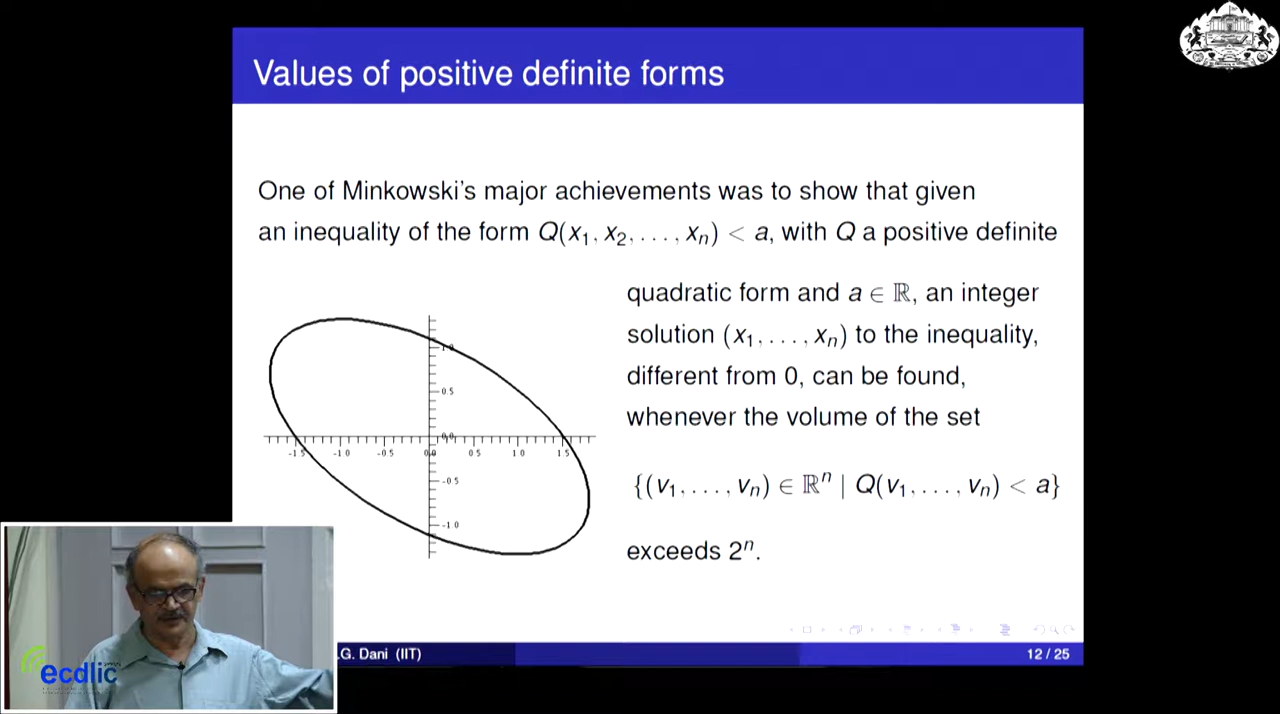 Values of positive definite forms
One of Minkowski's major achievements was to show that given
an inequality of the form Q(x₁, x₂, . . . , xₙ) < a, with Q a positive definite
quadratic form and a ∈ ℝ, an integer
solution (x₁, . . . , xₙ) to the inequality,
different from 0, can be found,
whenever the volume of the set
{(v₁, . . . , vₙ) ∈ ℝⁿ | Q(v₁, . . . , vₙ) < a}
exceeds 2ⁿ.
1.0
0.5
-1.5 -1.0 -0.5 0.0 0.5 1.0 1.5
0.0
-0.5
-1.0
ecdlic
.G. Dani (IIT)
12 / 25